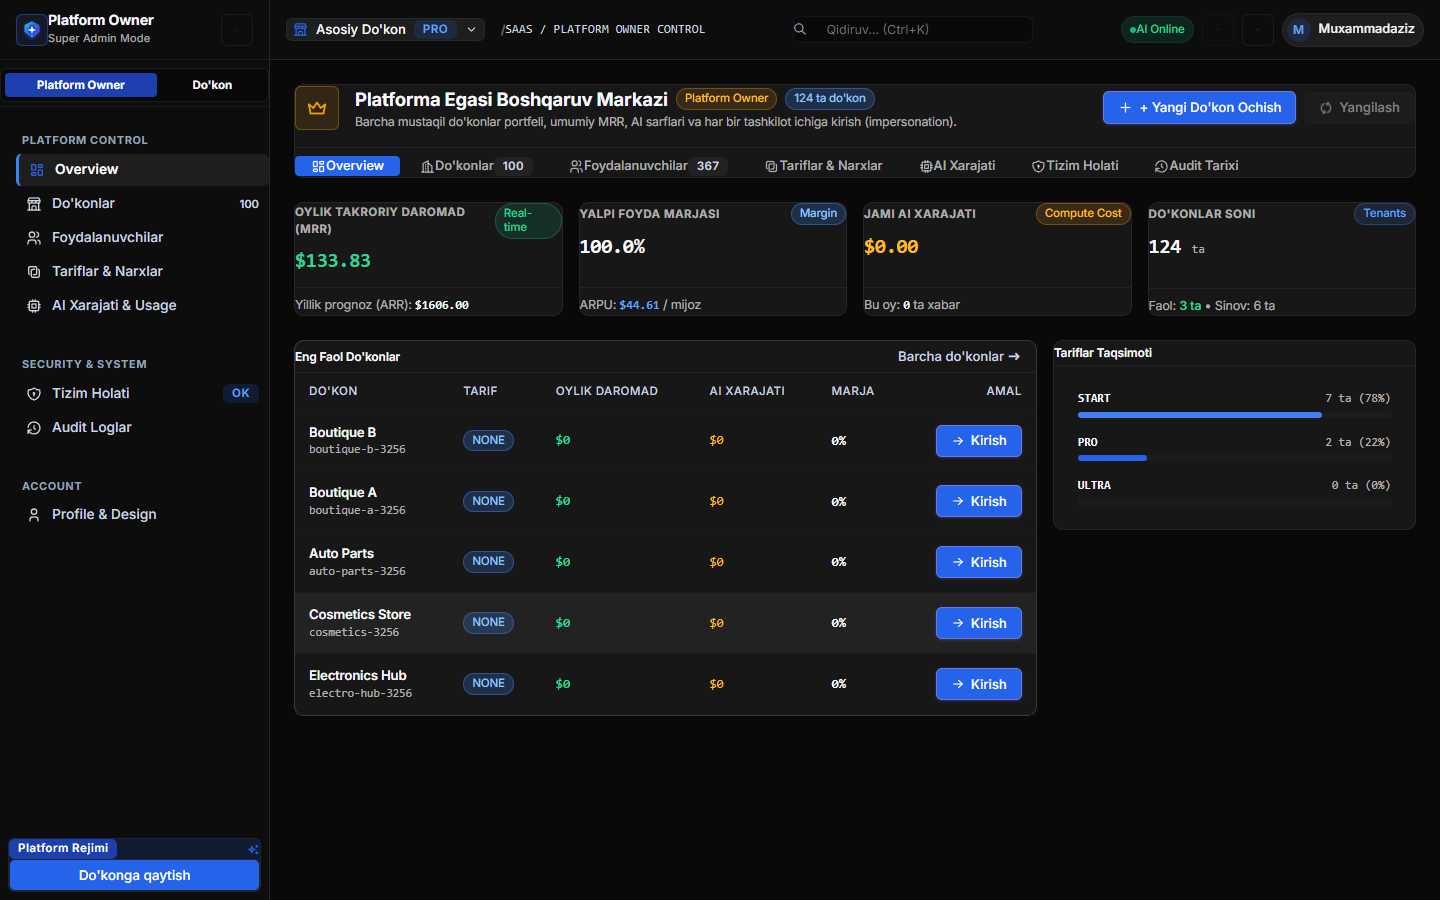 Platform Owner
Super Admin Mode
Platform Owner
Do'kon
PLATFORM CONTROL
Overview
Do'konlar 100
Foydalanuvchilar
Tariflar & Narxlar
AI Xarajati & Usage
SECURITY & SYSTEM
Tizim Holati OK
Audit Loglar
ACCOUNT
Profile & Design
Platform Rejimi
Do'konga qaytish
Asosiy Do'kon PRO
/SAAS / PLATFORM OWNER CONTROL
Qidiruv... (Ctrl+K)
AI Online
M Muxammadaziz
Platforma Egasi Boshqaruv Markazi Platform Owner 124 ta do'kon
Barcha mustaqil do'konlar portfeli, umumiy MRR, AI sarflari va har bir tashkilot ichiga kirish (impersonation).
+ Yangi Do'kon Ochish
Yangilash
Overview
Do'konlar 100
Foydalanuvchilar 367
Tariflar & Narxlar
AI Xarajati
Tizim Holati
Audit Tarixi
OYLIK TAKRORIY DAROMAD
(MRR)
Real-
time
$133.83
Yillik prognoz (ARR): $1606.00
YALPI FOYDA MARJASI Margin
100.0%
ARPU: $44.61 / mijoz
JAMI AI XARAJATI Compute Cost
$0.00
Bu oy: 0 ta xabar
DO'KONLAR SONI Tenants
124 ta
Faol: 3 ta • Sinov: 6 ta
Eng Faol Do'konlar Barcha do'konlar →
DO'KON TARIF OYLIK DAROMAD AI XARAJATI MARJA AMAL
Boutique B
boutique-b-3256
NONE $0 $0 0% → Kirish
Boutique A
boutique-a-3256
NONE $0 $0 0% → Kirish
Auto Parts
auto-parts-3256
NONE $0 $0 0% → Kirish
Cosmetics Store
cosmetics-3256
NONE $0 $0 0% → Kirish
Electronics Hub
electro-hub-3256
NONE $0 $0 0% → Kirish
Tariflar Taqsimoti
START 7 ta (78%)
PRO 2 ta (22%)
ULTRA 0 ta (0%)